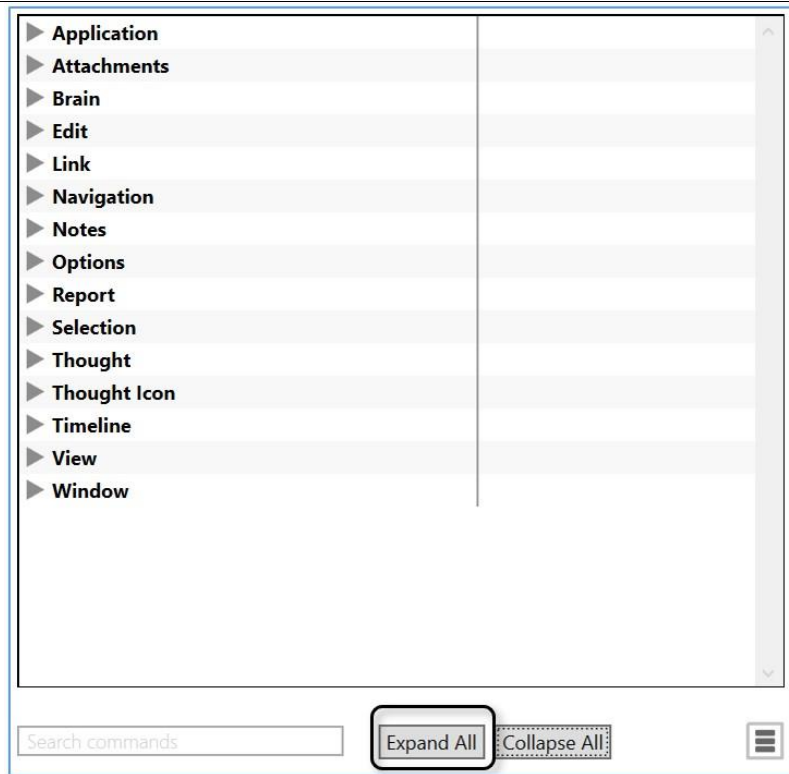 Application
Attachments
Brain
Edit
Link
Navigation
Notes
Options
Report
Selection
Thought
Thought Icon
Timeline
View
Window
Search commands Expand All Collapse All